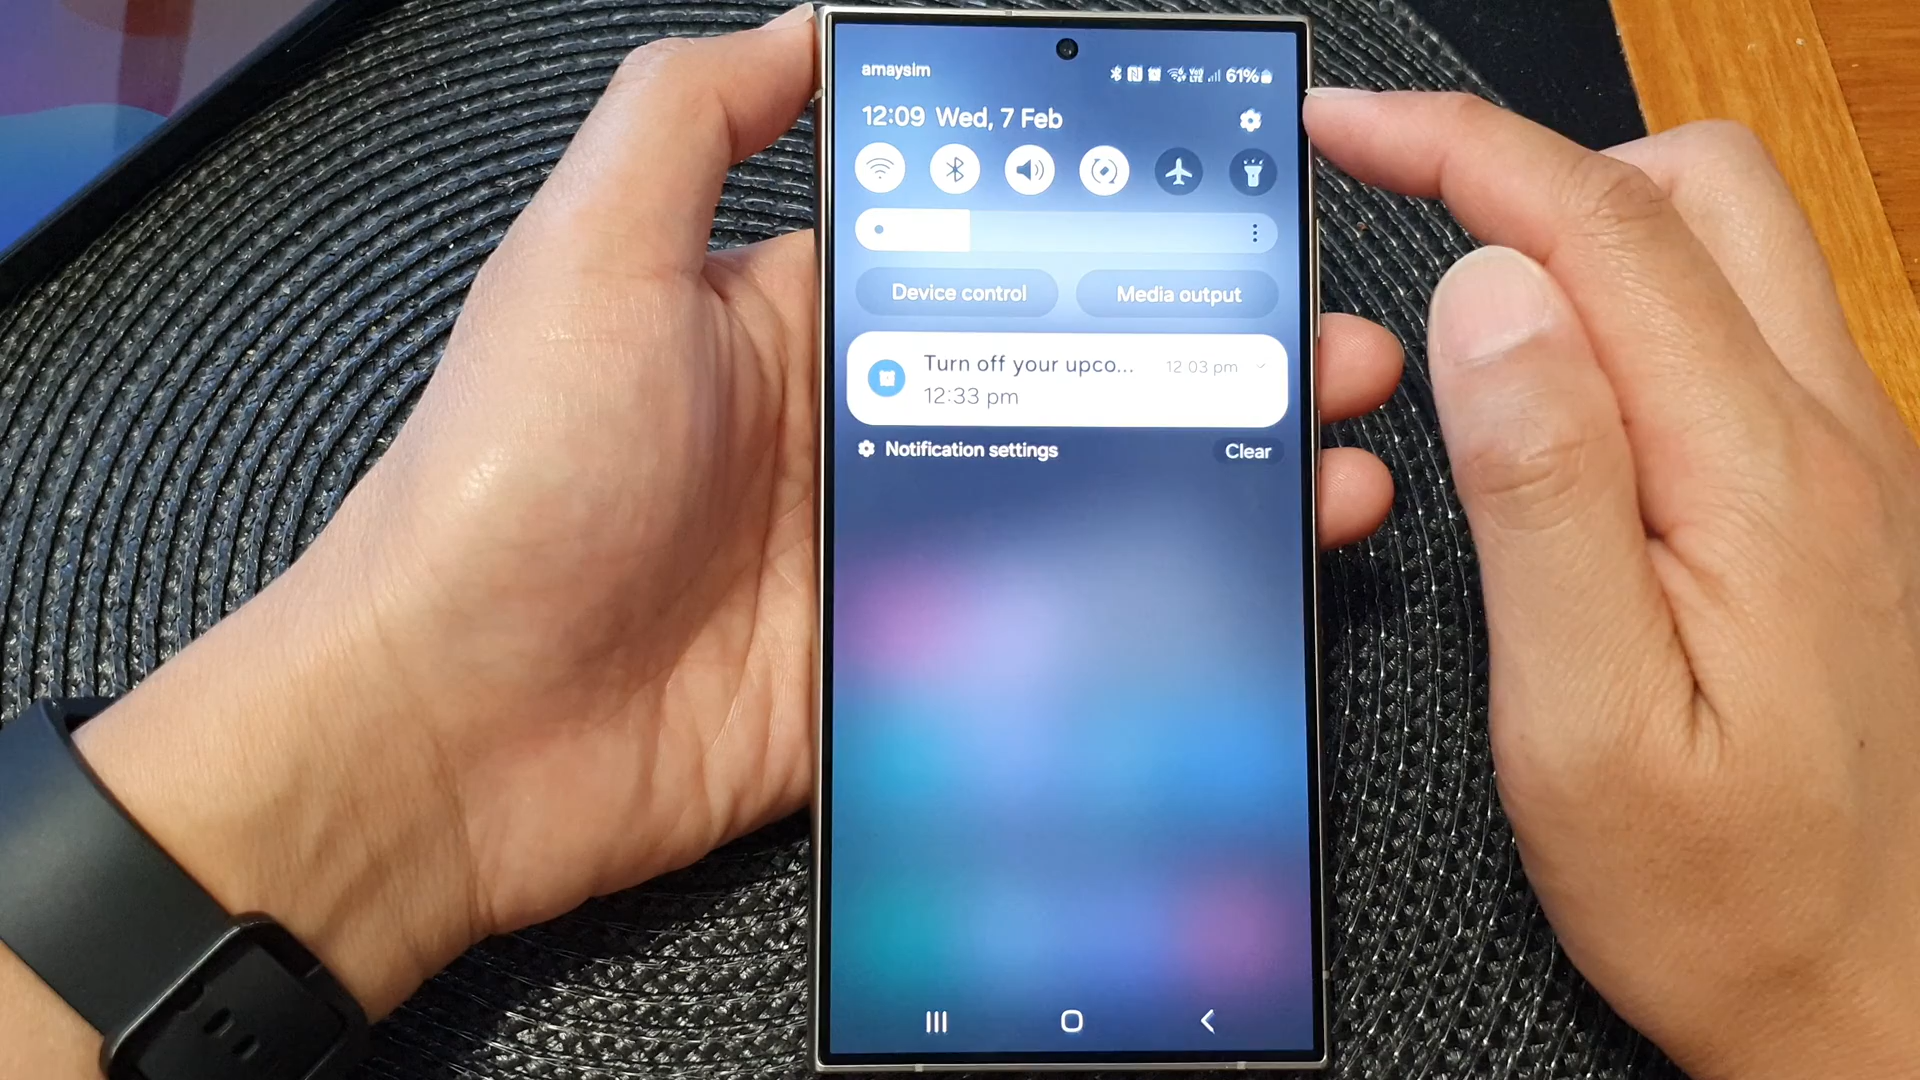 amaysim 61%
12:09 Wed, 7 Feb
Device control Media output
Turn off your upco... 12 03 pm
12:33 pm
Notification settings Clear